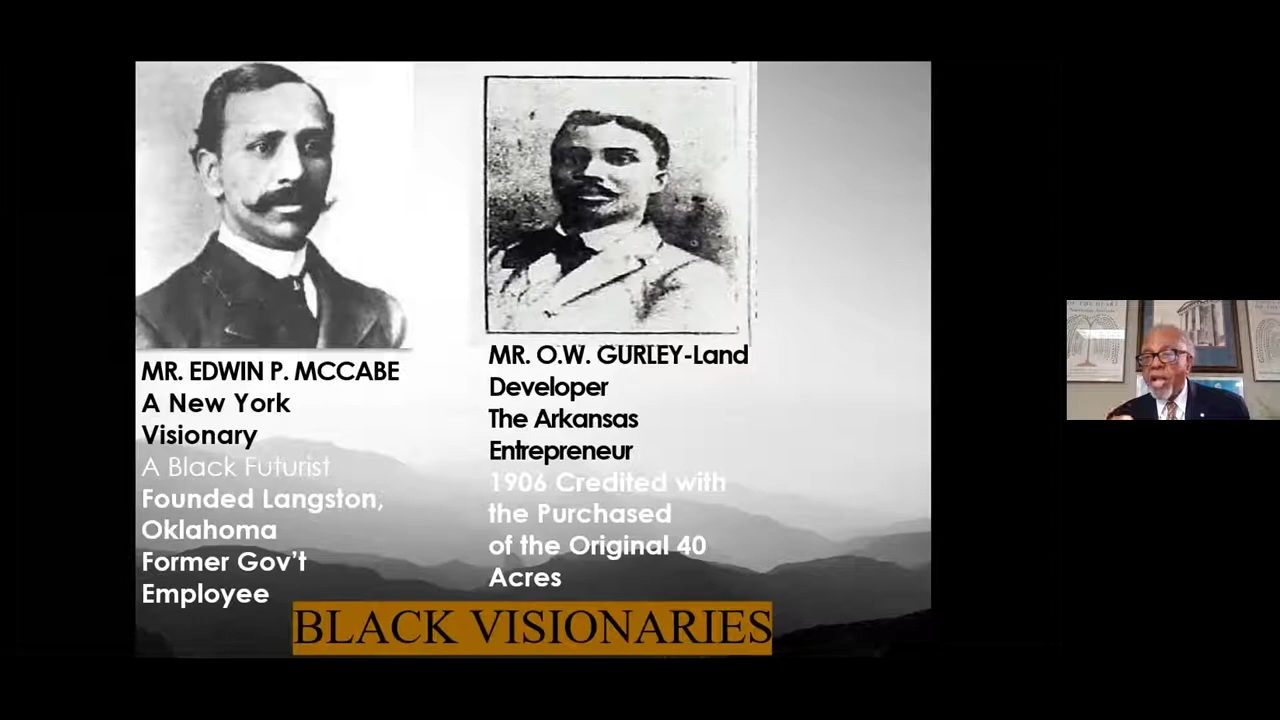 MR. EDWIN P. MCCABE
A New York
Visionary
A Black Futurist
Founded Langston,
Oklahoma
Former Gov't
Employee
MR. O.W. GURLEY-Land
Developer
The Arkansas
Entrepreneur
1906 Credited with
the Purchased
of the Original 40
Acres
BLACK VISIONARIES